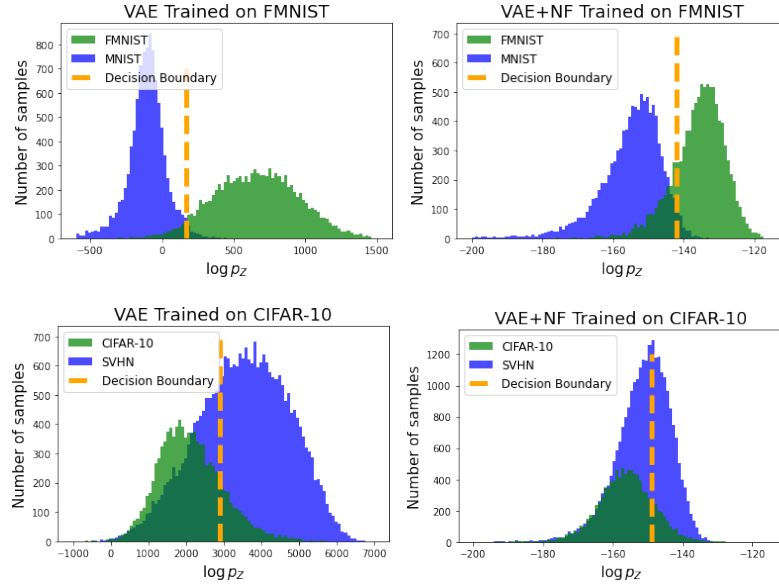 VAE Trained on FMNIST
Number of samples
800
700
600
500
400
300
200
100
0
FMNIST
MNIST
Decision Boundary
−500
0
500
1000
1500
log p_Z
VAE+NF Trained on FMNIST
Number of samples
700
600
500
400
300
200
100
0
FMNIST
MNIST
Decision Boundary
−200
−180
−160
−140
−120
log p_Z
VAE Trained on CIFAR-10
Number of samples
700
600
500
400
300
200
100
0
CIFAR-10
SVHN
Decision Boundary
−1000
0
1000
2000
3000
4000
5000
6000
7000
log p_Z
VAE+NF Trained on CIFAR-10
Number of samples
1200
1000
800
600
400
200
0
CIFAR-10
SVHN
Decision Boundary
−200
−180
−160
−140
−120
log p_Z